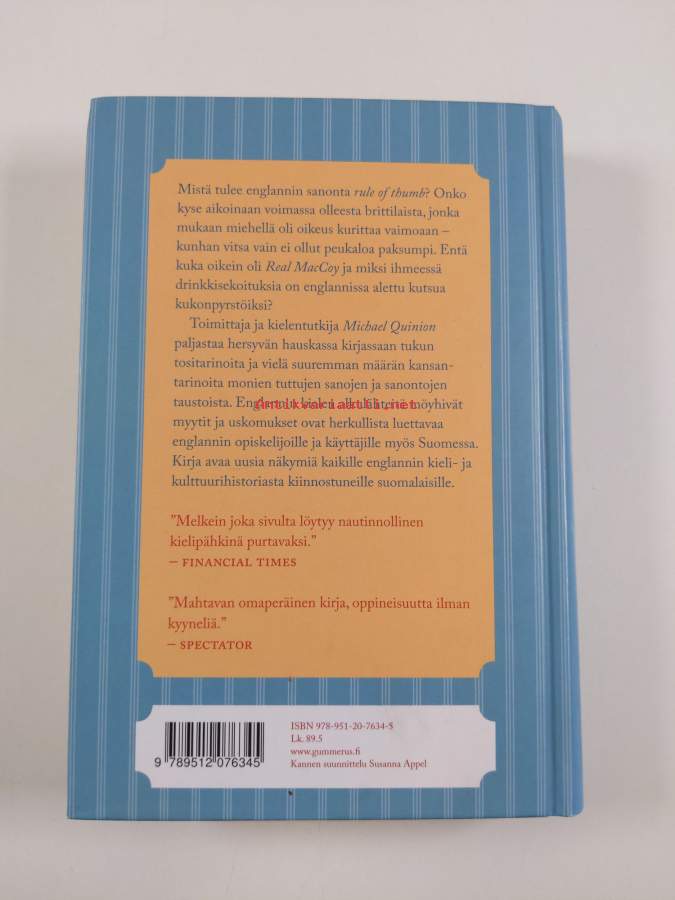 Mistä tulee englannin sanonta rule of thumb? Onko
kyse aikoinaan voimassa olleesta brittilaista, jonka
mukaan miehellä oli oikeus kurittaa vaimoaan –
kunhan vitsa vain ei ollut peukaloa paksumpi. Entä
kuka oikein oli Real MacCoy ja miksi ihmeessä
drinkkisekoituksia on englannissa alettu kutsua
kukonpyrstöiksi?
Toimittaja ja kielentutkija Michael Quinion
paljastaa hersyvän hauskassa kirjassaan tukun
tositarinoita ja vielä suuremman määrän kansan-
tarinoita monien tuttujen sanojen ja sanontojen
taustoista. Englannin kielen alkulähteitä möyhivät
Antikvariaatti.net
myytit ja uskomukset ovat herkullista luettavaa
englannin opiskelijoille ja käyttäjille myös Suomessa.
Kirja avaa uusia näkymiä kaikille englannin kieli- ja
kulttuurihistoriasta kiinnostuneille suomalaisille.
”Melkein joka sivulta löytyy nautinnollinen
kielipähkinä purtavaksi.”
– FINANCIAL TIMES
”Mahtavan omaperäinen kirja, oppineisuutta ilman
kyyneliä.”
– SPECTATOR
ISBN 978-951-20-7634-5
Lk. 89.5
www.gummerus.fi
Kannen suunnittelu Susanna Appel
9 789512 076345